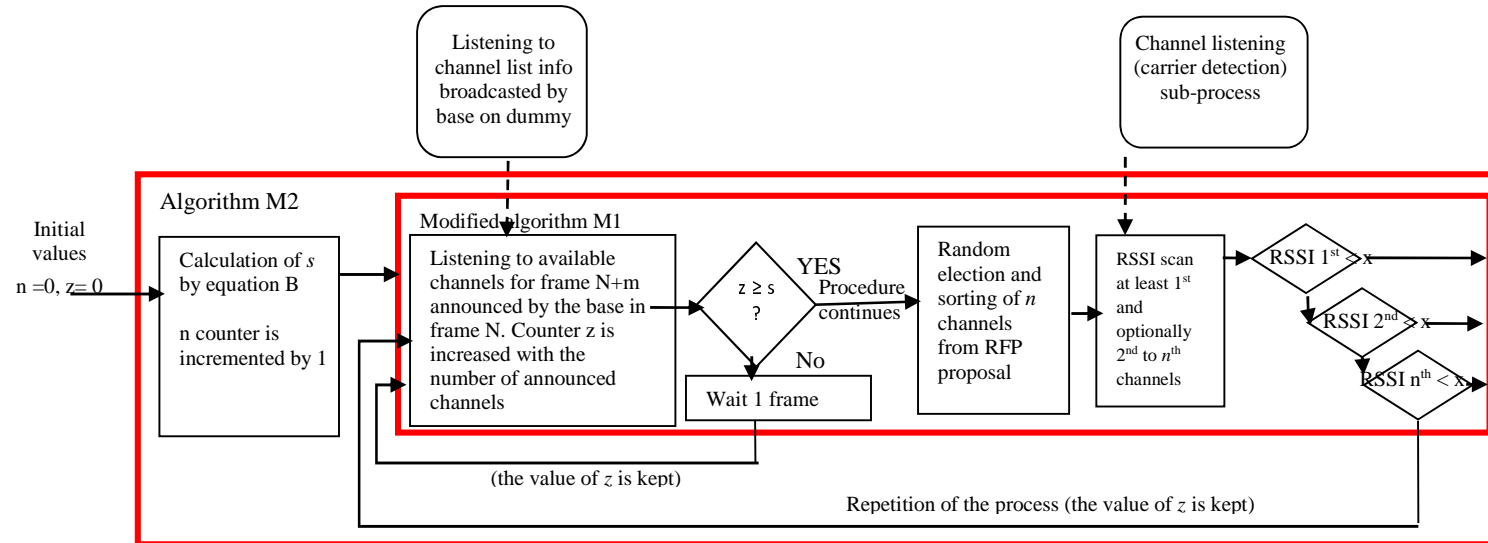 Listening to
channel list info
broadcasted by
base on dummy
Channel listening
(carrier detection)
sub-process
Algorithm M2
Initial
values
n =0, z= 0
Calculation of s
by equation B
n counter is
incremented by 1
Modified algorithm M1
Listening to available
channels for frame N+m
announced by the base in
frame N. Counter z is
increased with the
number of announced
channels
z ≥ s
?
YES
Procedure
continues
No
Wait 1 frame
Random
election and
sorting of n
channels
from RFP
proposal
RSSI scan
at least 1st
and
optionally
2nd to nth
channels
RSSI 1st < x
RSSI 2nd < x
RSSI nth < x
(the value of z is kept)
Repetition of the process (the value of z is kept)